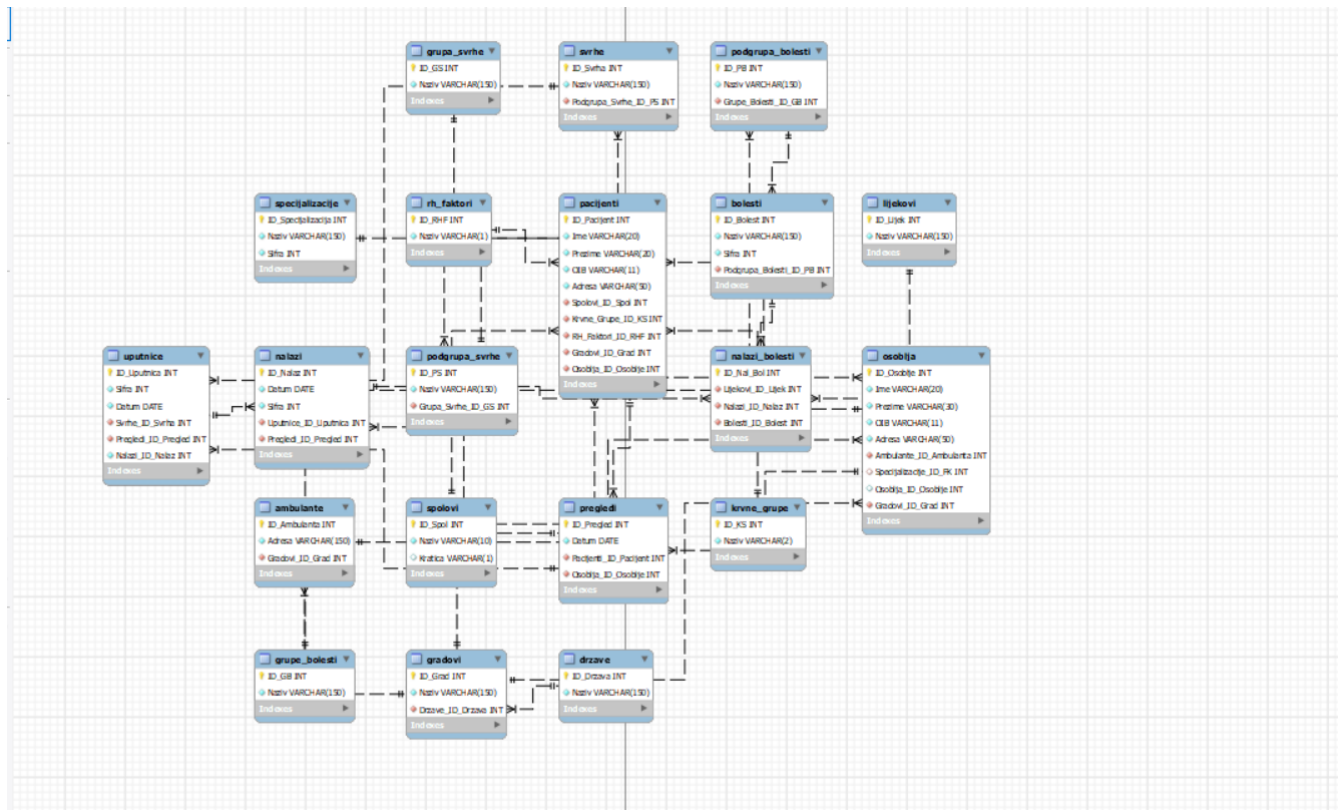 grupa_svrhe
ID_GS INT
Naziv VARCHAR(150)
Indexes
svrhe
ID_Svrha INT
Naziv VARCHAR(150)
Podgrupa_Svrhe_ID_PS INT
Indexes
podgrupa_bolesti
ID_PB INT
Naziv VARCHAR(150)
Grupe_Bolesti_ID_GB INT
Indexes
specijalizacije
ID_Specijalizacija INT
Naziv VARCHAR(150)
Sifra INT
Indexes
rh_faktori
ID_RHF INT
Naziv VARCHAR(1)
Indexes
pacijenti
ID_Pacijent INT
Ime VARCHAR(20)
Prezime VARCHAR(20)
OIB VARCHAR(11)
Adresa VARCHAR(50)
Spolovi_ID_Spol INT
Krvne_Grupe_ID_KS INT
RH_Faktori_ID_RHF INT
Gradovi_ID_Grad INT
Osoblja_ID_Osoblje INT
Indexes
bolesti
ID_Bolest INT
Naziv VARCHAR(150)
Sifra INT
Podgrupa_Bolesti_ID_PB INT
Indexes
lijekovi
ID_Lijek INT
Naziv VARCHAR(150)
Indexes
uputnice
ID_Uputnica INT
Sifra INT
Datum DATE
Svrhe_ID_Svrha INT
Pregledi_ID_Pregled INT
Nalazi_ID_Nalaz INT
Indexes
nalazi
ID_Nalaz INT
Datum DATE
Sifra INT
Uputnice_ID_Uputnica INT
Pregledi_ID_Pregled INT
Indexes
podgrupa_svrhe
ID_PS INT
Naziv VARCHAR(150)
Grupa_Svrhe_ID_GS INT
Indexes
nalazi_bolesti
ID_Nal_Bol INT
Lijekovi_ID_Lijek INT
Nalazi_ID_Nalaz INT
Bolesti_ID_Bolest INT
Indexes
osoblja
ID_Osoblje INT
Ime VARCHAR(20)
Prezime VARCHAR(30)
OIB VARCHAR(11)
Adresa VARCHAR(50)
Ambulante_ID_Ambulanta INT
Specijalizacije_ID_FK INT
Osoblja_ID_Osoblje INT
Gradovi_ID_Grad INT
Indexes
ambulante
ID_Ambulanta INT
Adresa VARCHAR(150)
Gradovi_ID_Grad INT
Indexes
spolovi
ID_Spol INT
Naziv VARCHAR(10)
Kratica VARCHAR(1)
Indexes
pregledi
ID_Pregled INT
Datum DATE
Pacijenti_ID_Pacijent INT
Osoblja_ID_Osoblje INT
Indexes
krvne_grupe
ID_KS INT
Naziv VARCHAR(2)
Indexes
grupe_bolesti
ID_GB INT
Naziv VARCHAR(150)
Indexes
gradovi
ID_Grad INT
Naziv VARCHAR(150)
Drzave_ID_Drzava INT
Indexes
drzave
ID_Drzava INT
Naziv VARCHAR(150)
Indexes